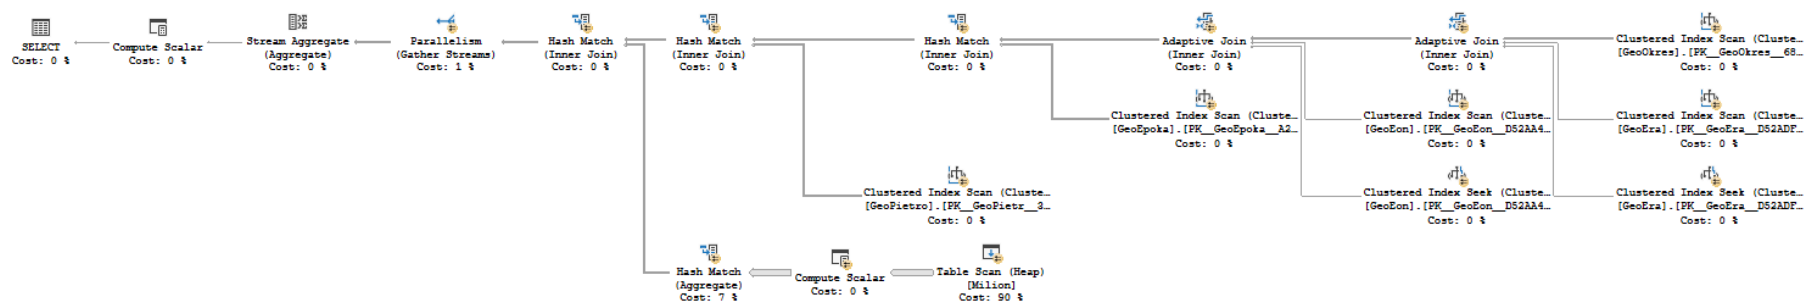 SELECT
Cost: 0 %
Compute Scalar
Cost: 0 %
Stream Aggregate
(Aggregate)
Cost: 0 %
Parallelism
(Gather Streams)
Cost: 1 %
Hash Match
(Inner Join)
Cost: 0 %
Hash Match
(Inner Join)
Cost: 0 %
Hash Match
(Inner Join)
Cost: 0 %
Adaptive Join
(Inner Join)
Cost: 0 %
Adaptive Join
(Inner Join)
Cost: 0 %
Clustered Index Scan (Cluste…
[GeoOkres].[PK__GeoOkres__68…
Cost: 0 %
Clustered Index Scan (Cluste…
[GeoEpoka].[PK__GeoEpoka__A2…
Cost: 0 %
Clustered Index Scan (Cluste…
[GeoEon].[PK__GeoEon__D52AA4…
Cost: 0 %
Clustered Index Scan (Cluste…
[GeoEra].[PK__GeoEra__D52ADF…
Cost: 0 %
Clustered Index Scan (Cluste…
[GeoPietro].[PK__GeoPietr__3…
Cost: 0 %
Clustered Index Seek (Cluste…
[GeoEon].[PK__GeoEon__D52AA4…
Cost: 0 %
Clustered Index Seek (Cluste…
[GeoEra].[PK__GeoEra__D52ADF…
Cost: 0 %
Hash Match
(Aggregate)
Cost: 7 %
Compute Scalar
Cost: 0 %
Table Scan (Heap)
[Milion]
Cost: 90 %